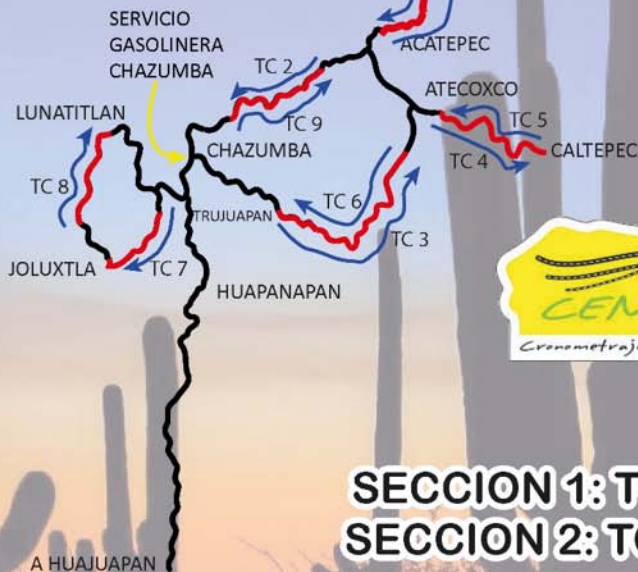 SERVICIO
GASOLINERA
CHAZUMBA
ACATEPEC
TC 2
ATECOXCO
LUNATITLAN
TC 9
TC 5
CHAZUMBA
CALTEPEC
TC 4
TC 8
TC 6
TRUJUAPAN
TC 3
JOLUXTLA
TC 7
HUAPANAPAN
SECCION 1: T
SECCION 2: TC
A HUAJUAPAN